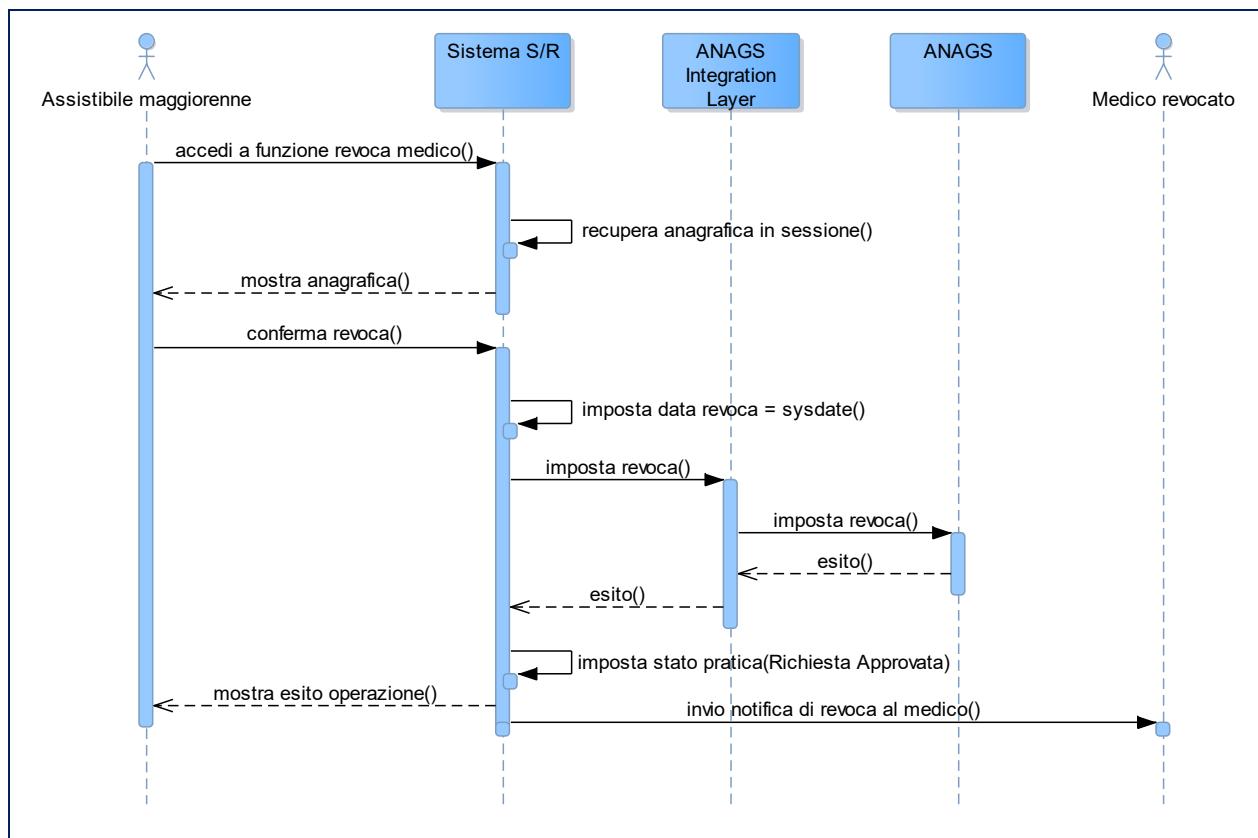 Assistibile maggiorenne
Sistema S/R
ANAGS
Integration
Layer
ANAGS
Medico revocato
accedi a funzione revoca medico()
recupera anagrafica in sessione()
mostra anagrafica()
conferma revoca()
imposta data revoca = sysdate()
imposta revoca()
imposta revoca()
esito()
esito()
imposta stato pratica(Richiesta Approvata)
mostra esito operazione()
invio notifica di revoca al medico()